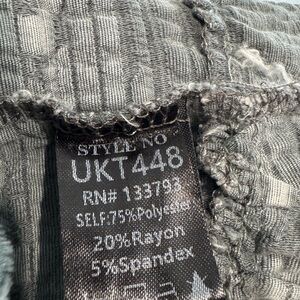 STYLE NO
UKT448
RN# 133793
SELF:75%Polyester
20%Rayon
5%Spandex